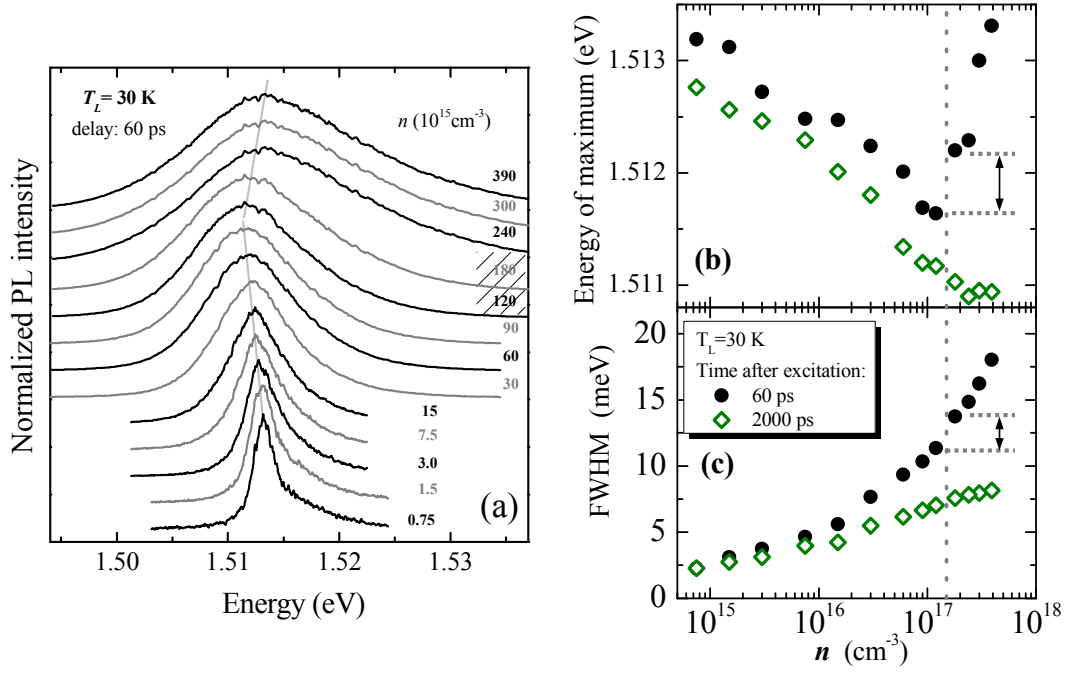 T_L= 30 K
delay: 60 ps
n (10^15cm^-3)
390
300
240
180
120
90
60
30
15
7.5
3.0
1.5
0.75
(a)
Normalized PL intensity
1.50
1.51
1.52
1.53
Energy (eV)
1.513
1.512
1.511
Energy of maximum (eV)
(b)
20
15
10
5
0
FWHM (meV)
T_L=30 K
Time after excitation:
60 ps
2000 ps
(c)
10^15
10^16
10^17
10^18
n (cm^-3)